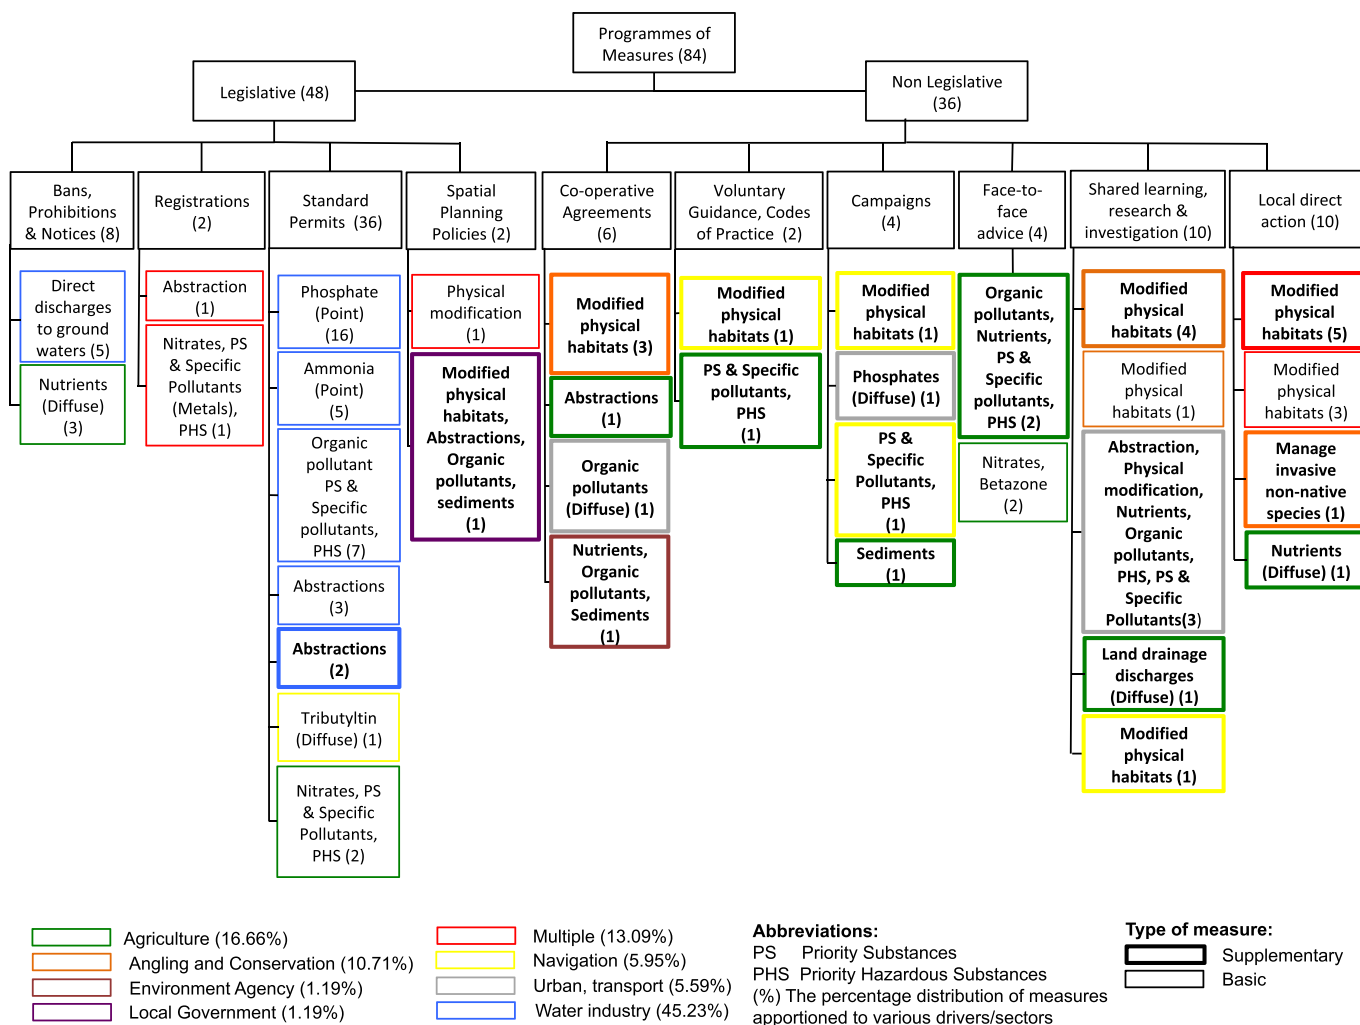 Programmes of
Measures (84)
Legislative (48)
Non Legislative
(36)
Bans,
Prohibitions
& Notices (8)
Registrations
(2)
Standard
Permits (36)
Spatial
Planning
Policies (2)
Co-operative
Agreements
(6)
Voluntary
Guidance, Codes
of Practice (2)
Campaigns
(4)
Face-to-
face
advice (4)
Shared learning,
research &
investigation (10)
Local direct
action (10)
Direct
discharges
to ground
waters (5)
Nutrients
(Diffuse)
(3)
Abstraction
(1)
Nitrates, PS
& Specific
Pollutants
(Metals),
PHS (1)
Phosphate
(Point)
(16)
Ammonia
(Point)
(5)
Organic
pollutant
PS &
Specific
pollutants,
PHS (7)
Abstractions
(3)
Abstractions
(2)
Tributyltin
(Diffuse) (1)
Nitrates, PS
& Specific
Pollutants,
PHS (2)
Physical
modification
(1)
Modified
physical
habitats,
Abstractions,
Organic
pollutants,
sediments
(1)
Modified
physical
habitats (3)
Abstractions
(1)
Organic
pollutants
(Diffuse) (1)
Nutrients,
Organic
pollutants,
Sediments
(1)
Modified
physical
habitats (1)
PS & Specific
pollutants,
PHS
(1)
Modified
physical
habitats (1)
Phosphates
(Diffuse) (1)
PS &
Specific
Pollutants,
PHS
(1)
Sediments
(1)
Organic
pollutants,
Nutrients,
PS &
Specific
pollutants,
PHS (2)
Nitrates,
Betazone
(2)
Modified
physical
habitats (4)
Modified
physical
habitats (1)
Abstraction,
Physical
modification,
Nutrients,
Organic
pollutants,
PHS, PS &
Specific
Pollutants(3)
Land drainage
discharges
(Diffuse) (1)
Modified
physical
habitats (1)
Modified
physical
habitats (5)
Modified
physical
habitats (3)
Manage
invasive
non-native
species (1)
Nutrients
(Diffuse) (1)
Agriculture (16.66%)
Angling and Conservation (10.71%)
Environment Agency (1.19%)
Local Government (1.19%)
Multiple (13.09%)
Navigation (5.95%)
Urban, transport (5.59%)
Water industry (45.23%)
Abbreviations:
PS Priority Substances
PHS Priority Hazardous Substances
(%) The percentage distribution of measures
apportioned to various drivers/sectors
Type of measure:
Supplementary
Basic